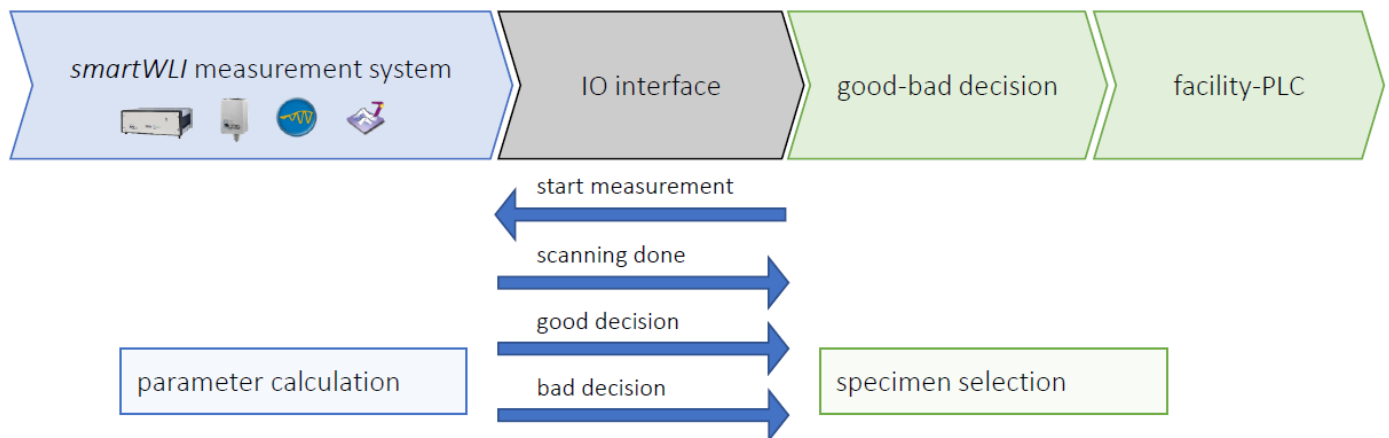 smartWLI measurement system
IO interface
good-bad decision
facility-PLC
start measurement
scanning done
good decision
bad decision
parameter calculation
specimen selection